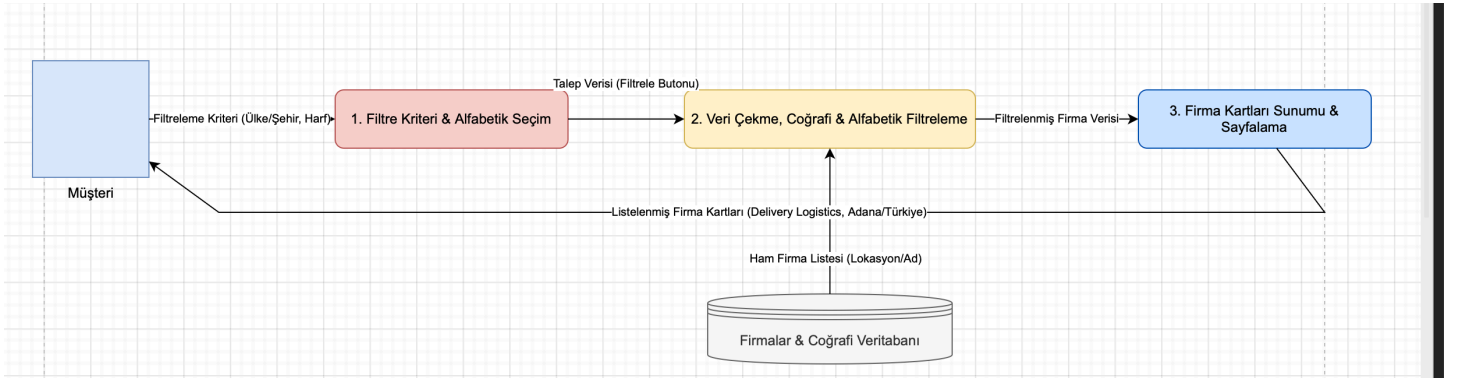 Talep Verisi (Filtrele Butonu)
Filtreleme Kriteri (Ülke/Şehir, Harf)
1. Filtre Kriteri & Alfabetik Seçim
2. Veri Çekme, Coğrafi & Alfabetik Filtreleme
Filtrelenmiş Firma Verisi
3. Firma Kartları Sunumu &
Sayfalama
Müşteri
Listelenmiş Firma Kartları (Delivery Logistics, Adana/Türkiye)
Ham Firma Listesi (Lokasyon/Ad)
Firmalar & Coğrafi Veritabanı